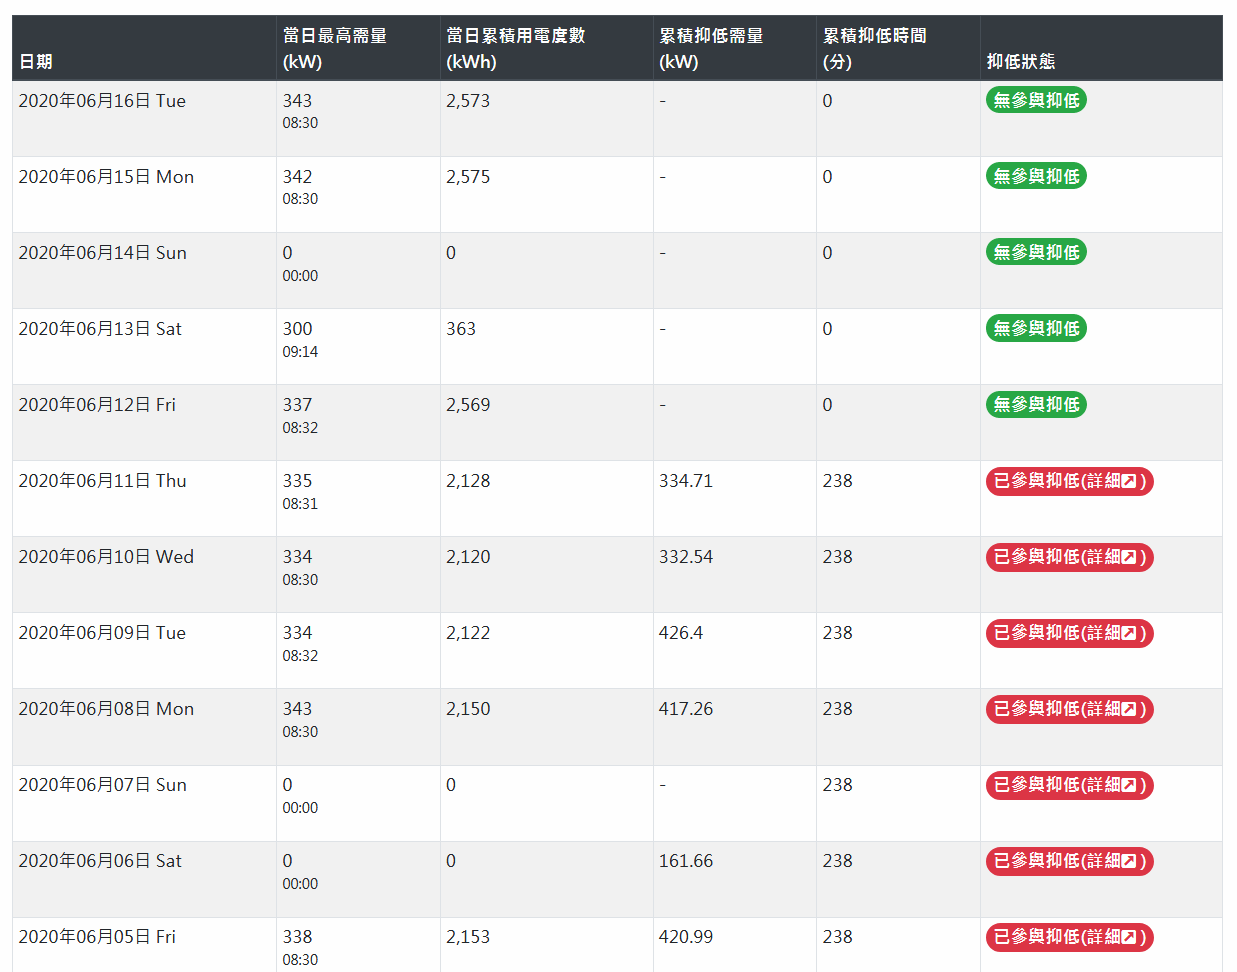 日期
當日最高需量
(kW)
當日累積用電度數
(kWh)
累積抑低需量
(kW)
累積抑低時間
(分)
抑低狀態
2020年06月16日 Tue
343
08:30
2,573
-
0
無參與抑低
2020年06月15日 Mon
342
08:30
2,575
-
0
無參與抑低
2020年06月14日 Sun
0
00:00
0
-
0
無參與抑低
2020年06月13日 Sat
300
09:14
363
-
0
無參與抑低
2020年06月12日 Fri
337
08:32
2,569
-
0
無參與抑低
2020年06月11日 Thu
335
08:31
2,128
334.71
238
已參與抑低(詳細)
2020年06月10日 Wed
334
08:30
2,120
332.54
238
已參與抑低(詳細)
2020年06月09日 Tue
334
08:32
2,122
426.4
238
已參與抑低(詳細)
2020年06月08日 Mon
343
08:30
2,150
417.26
238
已參與抑低(詳細)
2020年06月07日 Sun
0
00:00
0
-
238
已參與抑低(詳細)
2020年06月06日 Sat
0
00:00
0
161.66
238
已參與抑低(詳細)
2020年06月05日 Fri
338
08:30
2,153
420.99
238
已參與抑低(詳細)